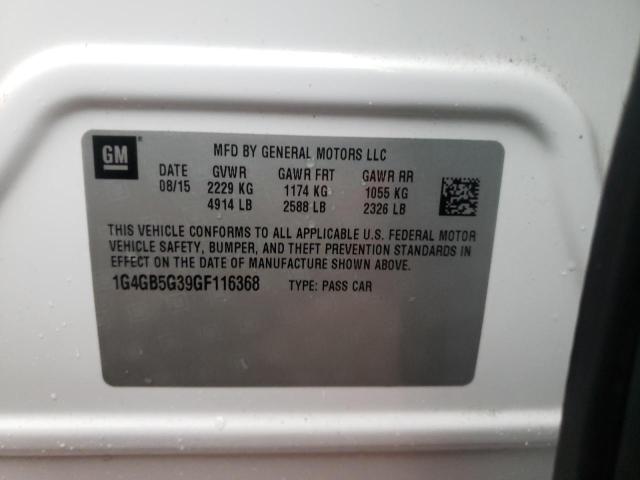 GM
MFD BY GENERAL MOTORS LLC
DATE GVWR GAWR FRT GAWR RR
08/15 2229 KG 1174 KG 1055 KG
4914 LB 2588 LB 2326 LB
THIS VEHICLE CONFORMS TO ALL APPLICABLE U.S. FEDERAL MOTOR
VEHICLE SAFETY, BUMPER, AND THEFT PREVENTION STANDARDS IN
EFFECT ON THE DATE OF MANUFACTURE SHOWN ABOVE.
1G4GB5G39GF116368 TYPE: PASS CAR